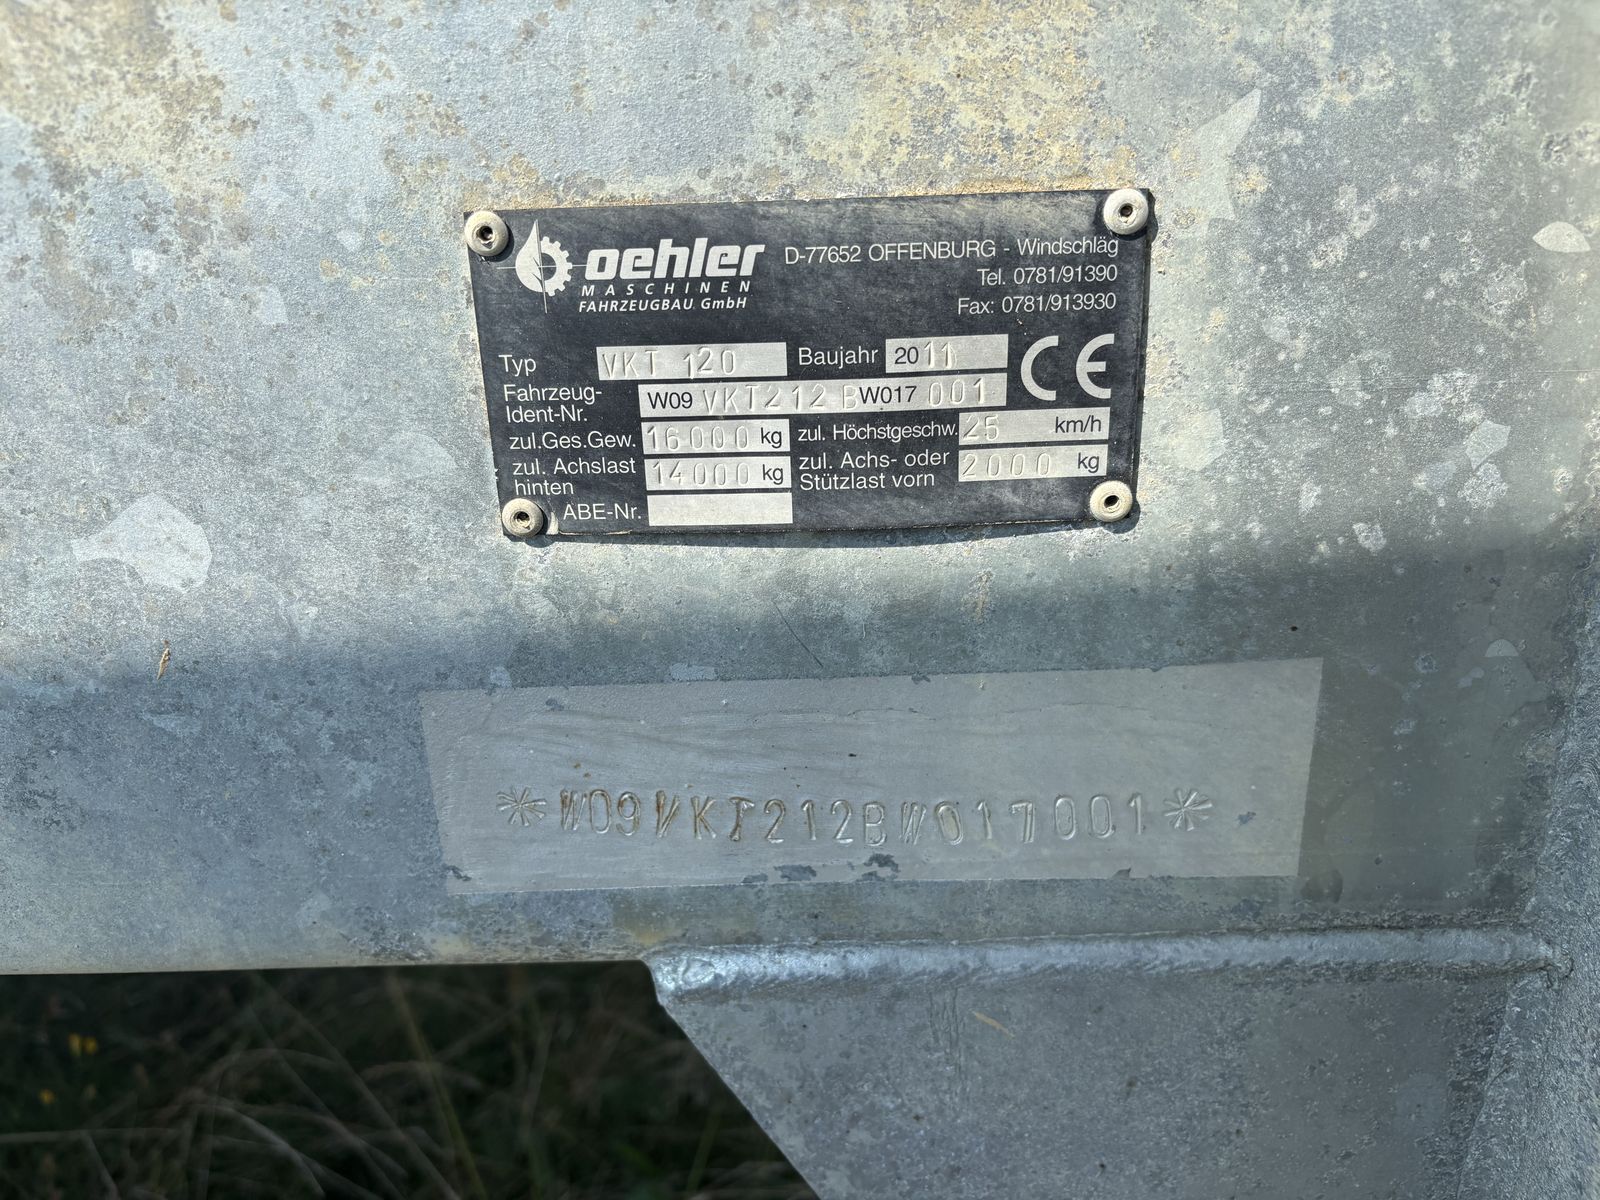 oehler
MASCHINEN
FAHRZEUGBAU GmbH
D-77652 OFFENBURG - Windschläg
Tel. 0781/91390
Fax: 0781/913930
Typ VKT 120 Baujahr 2011 CE
Fahrzeug-
Ident-Nr. W09 VKT212BW017 001
zul.Ges.Gew. 16000 kg zul. Höchstgeschw. 25 km/h
zul. Achslast
hinten 14000 kg
zul. Achs- oder
Stützlast vorn 2000 kg
ABE-Nr.
*W09VKT212BW017001*